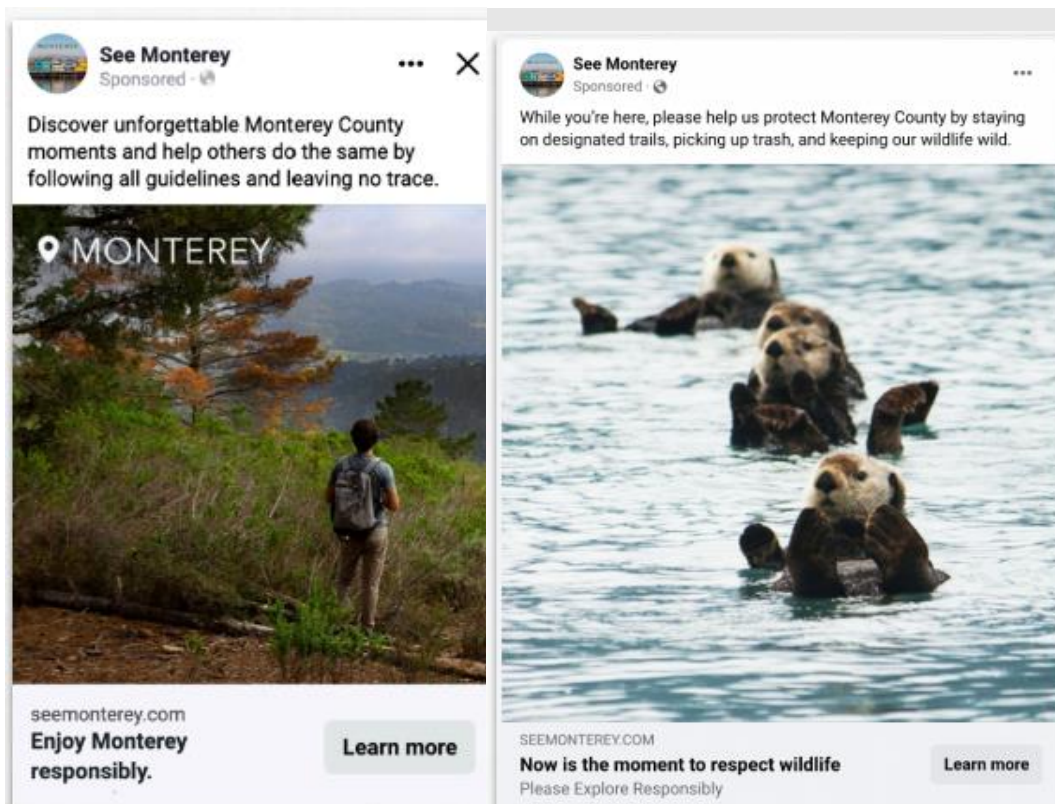 See Monterey
Sponsored ·
Discover unforgettable Monterey County
moments and help others do the same by
following all guidelines and leaving no trace.
MONTEREY
seemonterey.com
Enjoy Monterey
responsibly.
Learn more
See Monterey
Sponsored ·
While you're here, please help us protect Monterey County by staying
on designated trails, picking up trash, and keeping our wildlife wild.
SEEMONTEREY.COM
Now is the moment to respect wildlife
Please Explore Responsibly
Learn more